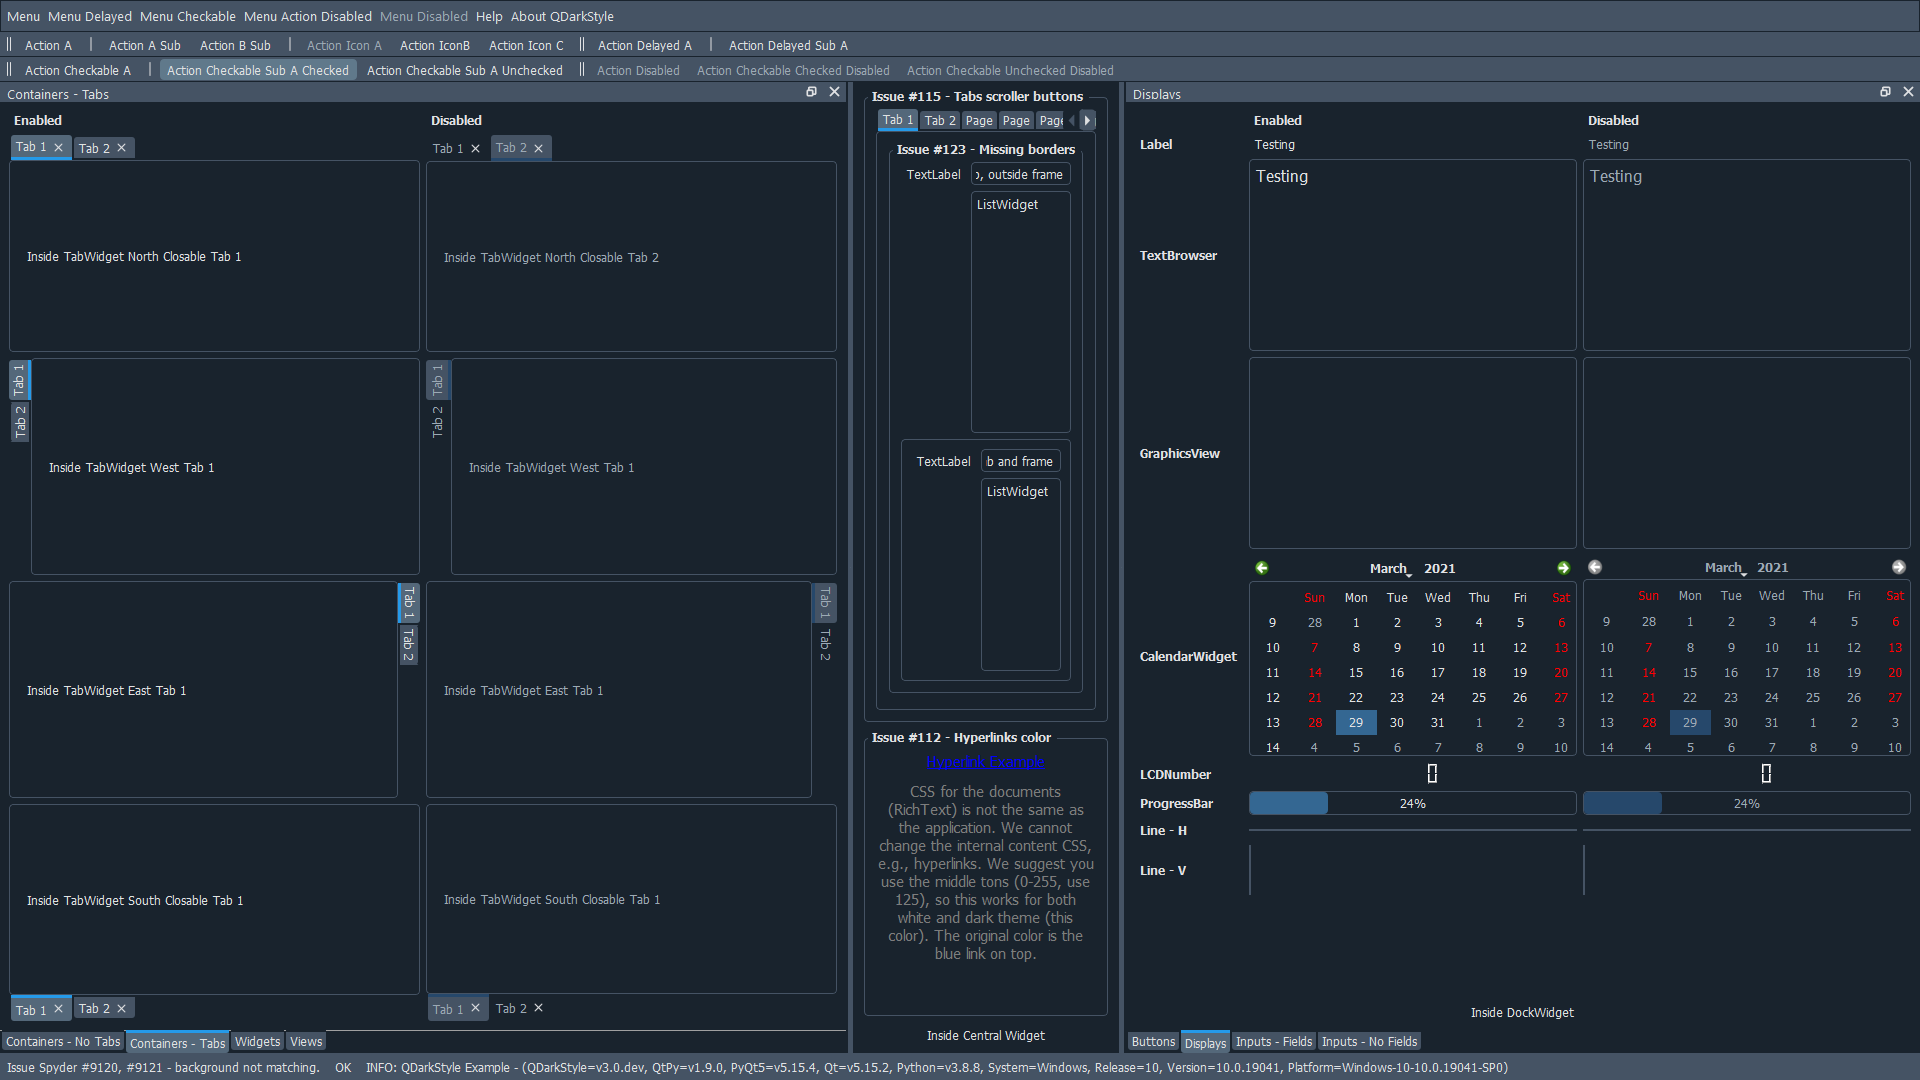 Menu Menu Delayed Menu Checkable Menu Action Disabled Menu Disabled Help About QDarkStyle
Action A Action A Sub Action B Sub Action Icon A Action IconB Action Icon C Action Delayed A Action Delayed Sub A
Action Checkable A Action Checkable Sub A Checked Action Checkable Sub A Unchecked Action Disabled Action Checkable Checked Disabled Action Checkable Unchecked Disabled
Containers - Tabs
Enabled Disabled
Tab 1 Tab 2
Tab 1 Tab 2
Inside TabWidget North Closable Tab 1
Inside TabWidget North Closable Tab 2
Tab 1
Tab 2
Inside TabWidget West Tab 1
Tab 1
Tab 2
Inside TabWidget West Tab 1
Inside TabWidget East Tab 1
Tab 1
Tab 2
Inside TabWidget East Tab 1
Tab 1
Tab 2
Inside TabWidget South Closable Tab 1
Inside TabWidget South Closable Tab 1
Tab 1 Tab 2
Tab 1 Tab 2
Containers - No Tabs Containers - Tabs Widgets Views
Issue #115 - Tabs scroller buttons
Tab 1 Tab 2 Page Page Page
Issue #123 - Missing borders
TextLabel , outside frame
ListWidget
TextLabel b and frame
ListWidget
Issue #112 - Hyperlinks color
Hyperlink Example
CSS for the documents
(RichText) is not the same as
the application. We cannot
change the internal content CSS,
e.g., hyperlinks. We suggest you
use the middle tons (0-255, use
125), so this works for both
white and dark theme (this
color). The original color is the
blue link on top.
Inside Central Widget
Displays
Enabled Disabled
Label Testing Testing
TextBrowser Testing Testing
GraphicsView
CalendarWidget
March 2021
Sun Mon Tue Wed Thu Fri Sat
9 28 1 2 3 4 5 6
10 7 8 9 10 11 12 13
11 14 15 16 17 18 19 20
12 21 22 23 24 25 26 27
13 28 29 30 31 1 2 3
14 4 5 6 7 8 9 10
March 2021
Sun Mon Tue Wed Thu Fri Sat
9 28 1 2 3 4 5 6
10 7 8 9 10 11 12 13
11 14 15 16 17 18 19 20
12 21 22 23 24 25 26 27
13 28 29 30 31 1 2 3
14 4 5 6 7 8 9 10
LCDNumber 0 0
ProgressBar 24% 24%
Line - H
Line - V
Inside DockWidget
Buttons Displays Inputs - Fields Inputs - No Fields
Issue Spyder #9120, #9121 - background not matching. OK INFO: QDarkStyle Example - (QDarkStyle=v3.0.dev, QtPy=v1.9.0, PyQt5=v5.15.4, Qt=v5.15.2, Python=v3.8.8, System=Windows, Release=10, Version=10.0.19041, Platform=Windows-10-10.0.19041-SP0)